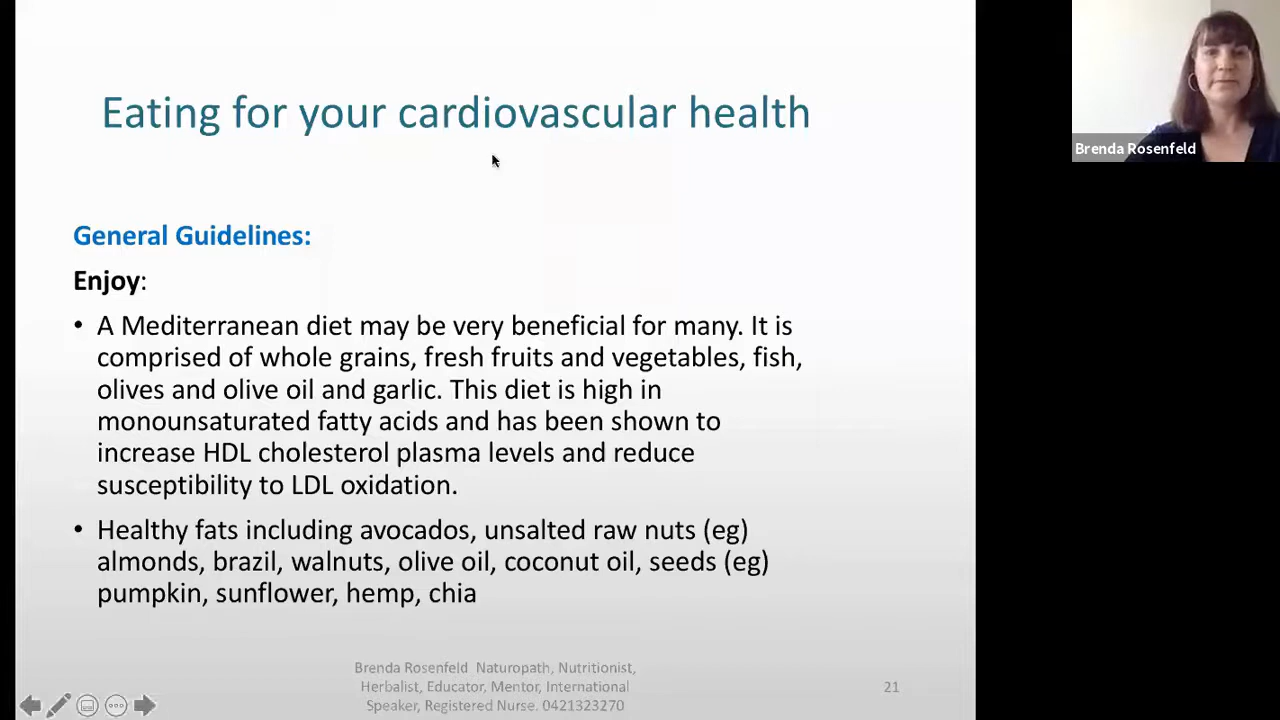 Eating for your cardiovascular health
Brenda Rosenfeld
General Guidelines:
Enjoy:
• A Mediterranean diet may be very beneficial for many. It is
comprised of whole grains, fresh fruits and vegetables, fish,
olives and olive oil and garlic. This diet is high in
monounsaturated fatty acids and has been shown to
increase HDL cholesterol plasma levels and reduce
susceptibility to LDL oxidation.
• Healthy fats including avocados, unsalted raw nuts (eg)
almonds, brazil, walnuts, olive oil, coconut oil, seeds (eg)
pumpkin, sunflower, hemp, chia
Brenda Rosenfeld  Naturopath, Nutritionist,
Herbalist, Educator, Mentor, International
Speaker, Registered Nurse. 0421323270
21